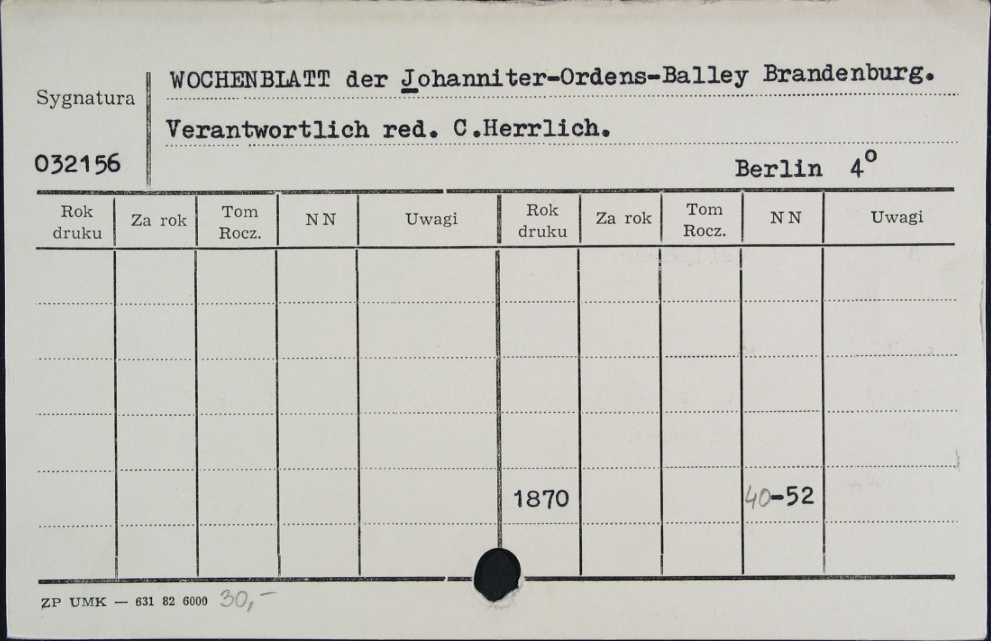 WOCHENBLATT der Johanniter-Ordens-Balley Brandenburg.
Sygnatura
Verantwortlich red. C.Herrlich.
032156
Berlin 4°
Rok druku Za rok Tom Rocz. NN Uwagi Rok druku Za rok Tom Rocz. NN Uwagi
1870 40-52
ZP UMK — 631 82 6000 30,-